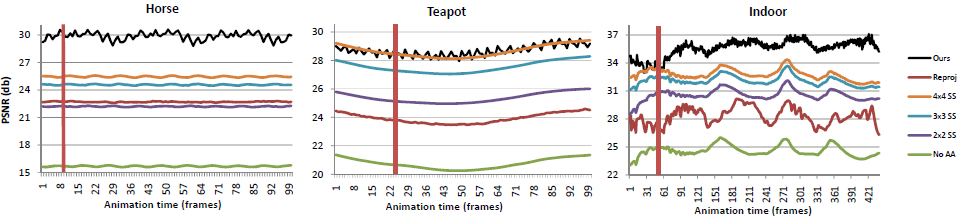 Horse
PSNR (db)
30
27
24
21
18
15
1 8 15 22 29 36 43 50 57 64 71 78 85 92 99
Animation time (frames)
Teapot
30
28
26
24
22
20
1 8 15 22 29 36 43 50 57 64 71 78 85 92 99
Animation time (frames)
Indoor
37
34
31
28
25
22
1 31 61 91 121 151 181 211 241 271 301 331 361 391 421
Animation time (frames)
Ours
Reproj
4x4 SS
3x3 SS
2x2 SS
No AA